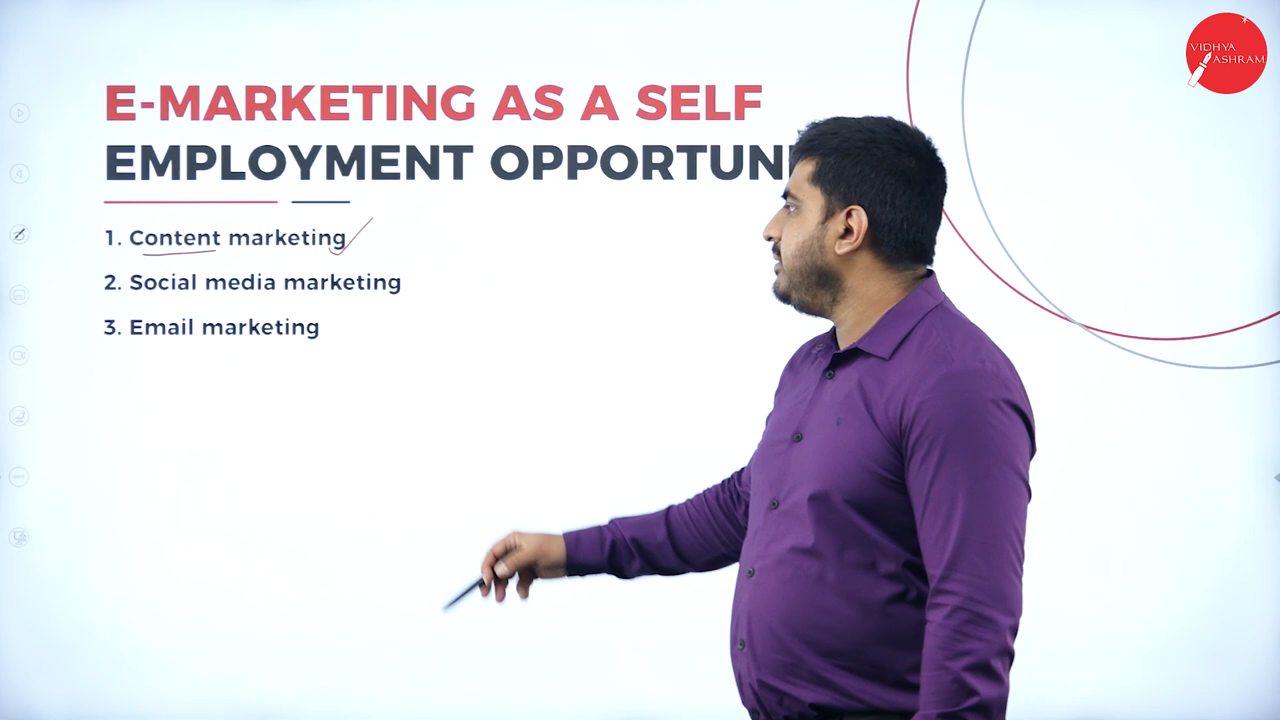 VIDHYA
ASHRAM
E-MARKETING AS A SELF
EMPLOYMENT OPPORTUN
1. Content marketing
2. Social media marketing
3. Email marketing